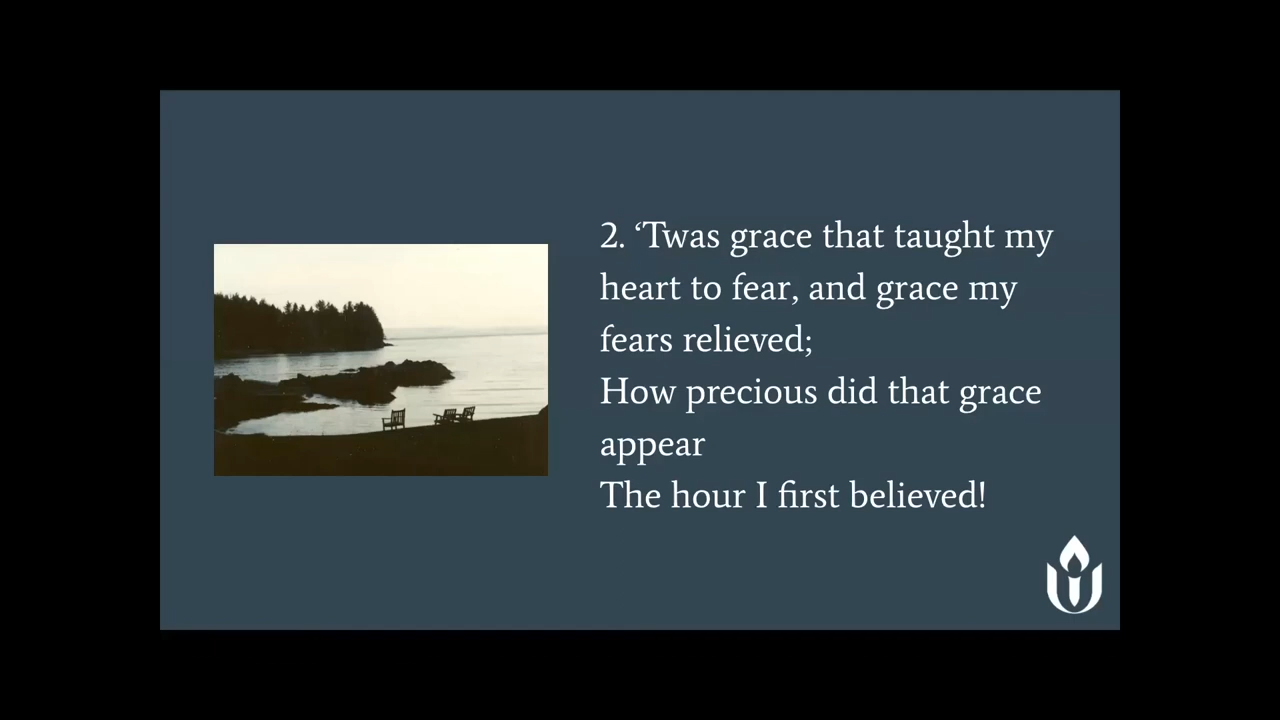 2. ‘Twas grace that taught my
heart to fear, and grace my
fears relieved;
How precious did that grace
appear
The hour I first believed!